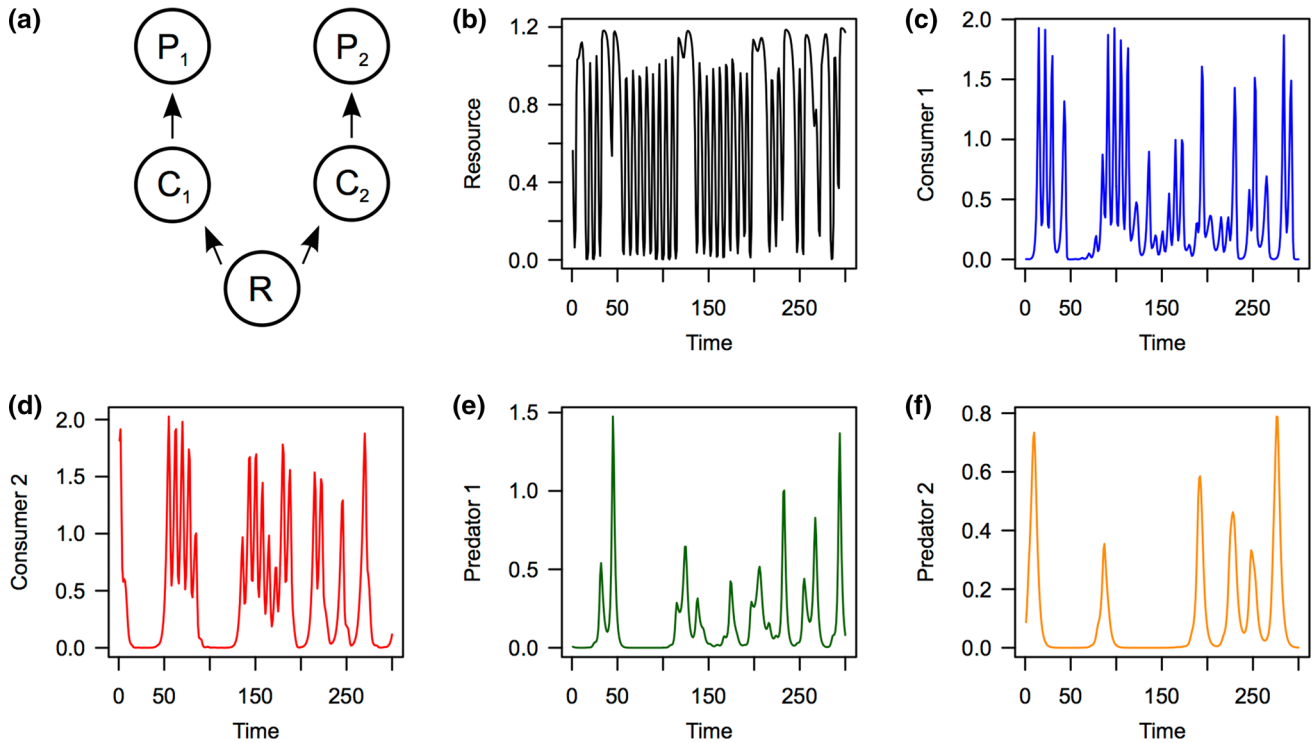 (a)
P1 P2
C1 C2
R
(b)
Resource
1.2
0.8
0.4
0.0
0 50 150 250
Time
(c)
Consumer 1
2.0
1.5
1.0
0.5
0.0
0 50 150 250
Time
(d)
Consumer 2
2.0
1.5
1.0
0.5
0.0
0 50 150 250
Time
(e)
Predator 1
1.5
1.0
0.5
0.0
0 50 150 250
Time
(f)
Predator 2
0.8
0.6
0.4
0.2
0.0
0 50 150 250
Time